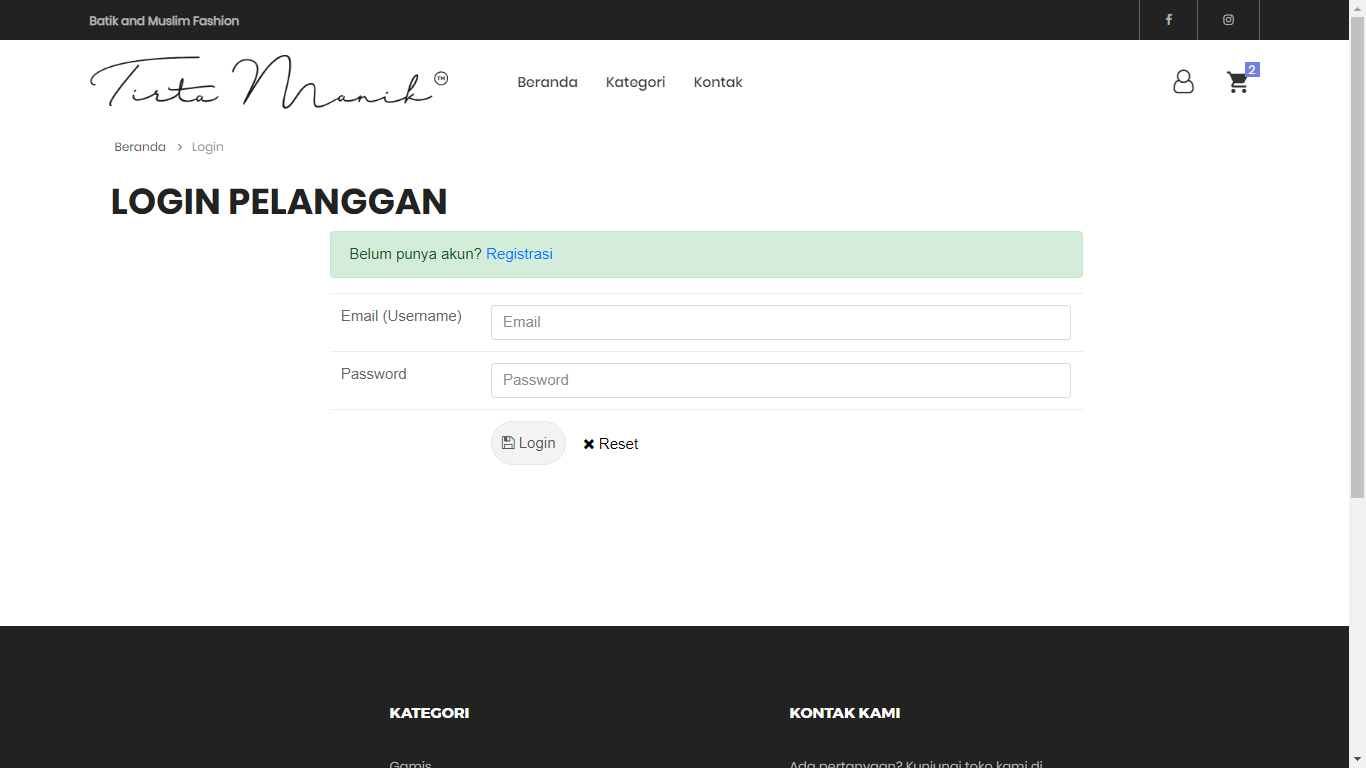 Batik and Muslim Fashion
Tirta Manik™
Beranda Kategori Kontak
2
Beranda > Login
LOGIN PELANGGAN
Belum punya akun? Registrasi
Email (Username) Email
Password Password
Login Reset
KATEGORI KONTAK KAMI
Gamis Ada pertanyaan? Kunjungi toko kami di